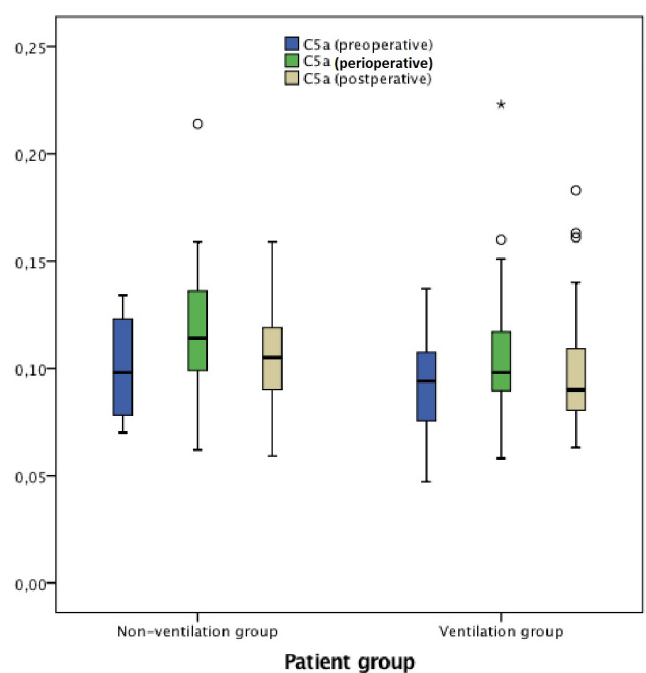 0,25
C5a (preoperative)
C5a (perioperative)
C5a (postperative)
0,20
0,15
0,10
0,05
0,00
Non-ventilation group
Ventilation group
Patient group